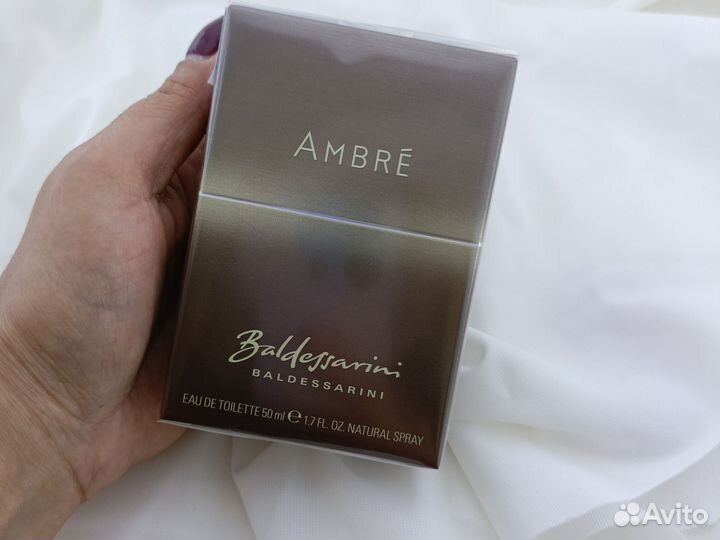 AMBRÉ
Baldessarini
BALDESSARINI
EAU DE TOILETTE 50 ml ℮ 1.7 FL. OZ. NATURAL SPRAY
Avito